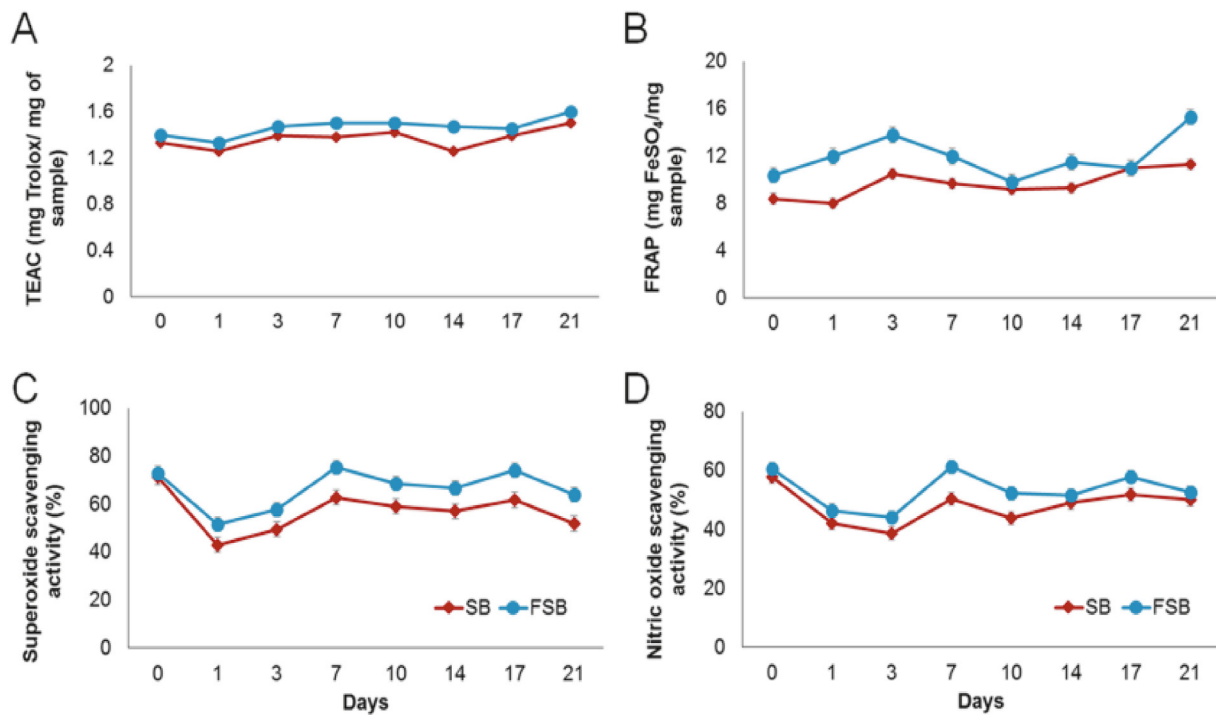 A
TEAC (mg Trolox/ mg of
sample)
2
1.6
1.2
0.8
0.4
0
0 1 3 7 10 14 17 21
B
FRAP (mg FeSO₄/mg
sample)
20
16
12
8
4
0
0 1 3 7 10 14 17 21
C
Superoxide scavenging
activity (%)
100
80
60
40
20
0
SB FSB
0 1 3 7 10 14 17 21
Days
D
Nitric oxide scavenging
activity (%)
80
60
40
20
0
SB FSB
0 1 3 7 10 14 17 21
Days